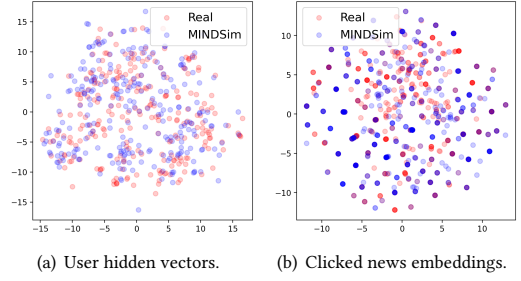 Real
MINDSim
15
10
5
0
−5
−10
−15
−15 −10 −5 0 5 10 15
(a) User hidden vectors.
Real
MINDSim
10
5
0
−5
−10
−10 −5 0 5 10
(b) Clicked news embeddings.